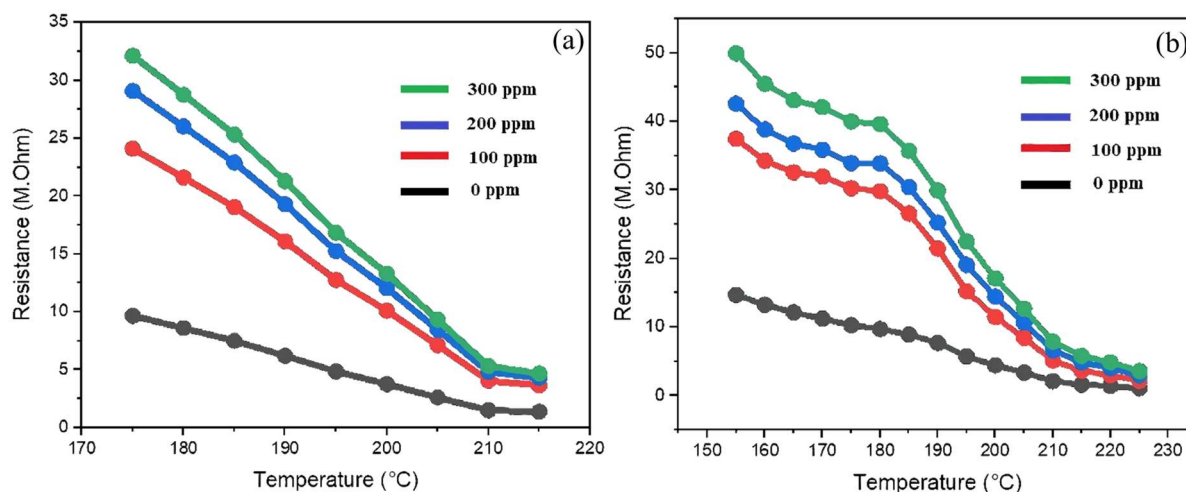 (a)
Resistance (M.Ohm)
35
30
25
20
15
10
5
0
300 ppm
200 ppm
100 ppm
0 ppm
170 180 190 200 210 220
Temperature (°C)
(b)
Resistance (M.Ohm)
50
40
30
20
10
0
300 ppm
200 ppm
100 ppm
0 ppm
150 160 170 180 190 200 210 220 230
Temperature (°C)